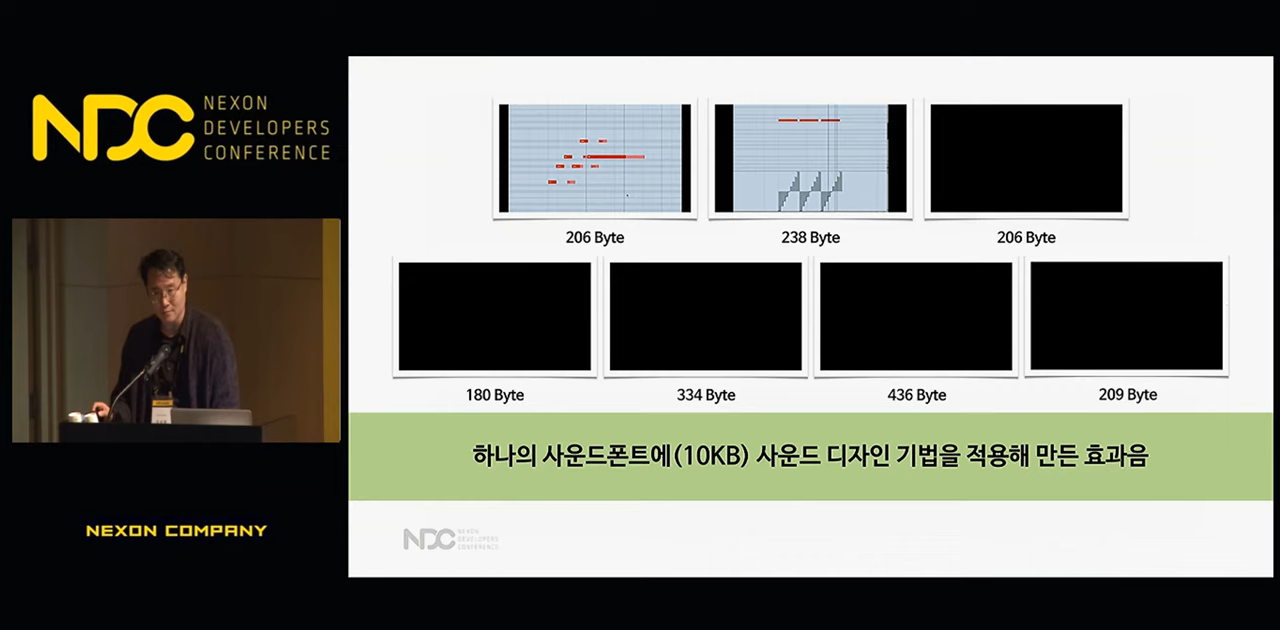 NDC NEXON
DEVELOPERS
CONFERENCE
206 Byte
238 Byte
206 Byte
180 Byte
334 Byte
436 Byte
209 Byte
하나의 사운드폰트에(10KB) 사운드 디자인 기법을 적용해 만든 효과음
NEXON COMPANY
NDC NEXON
DEVELOPERS
CONFERENCE